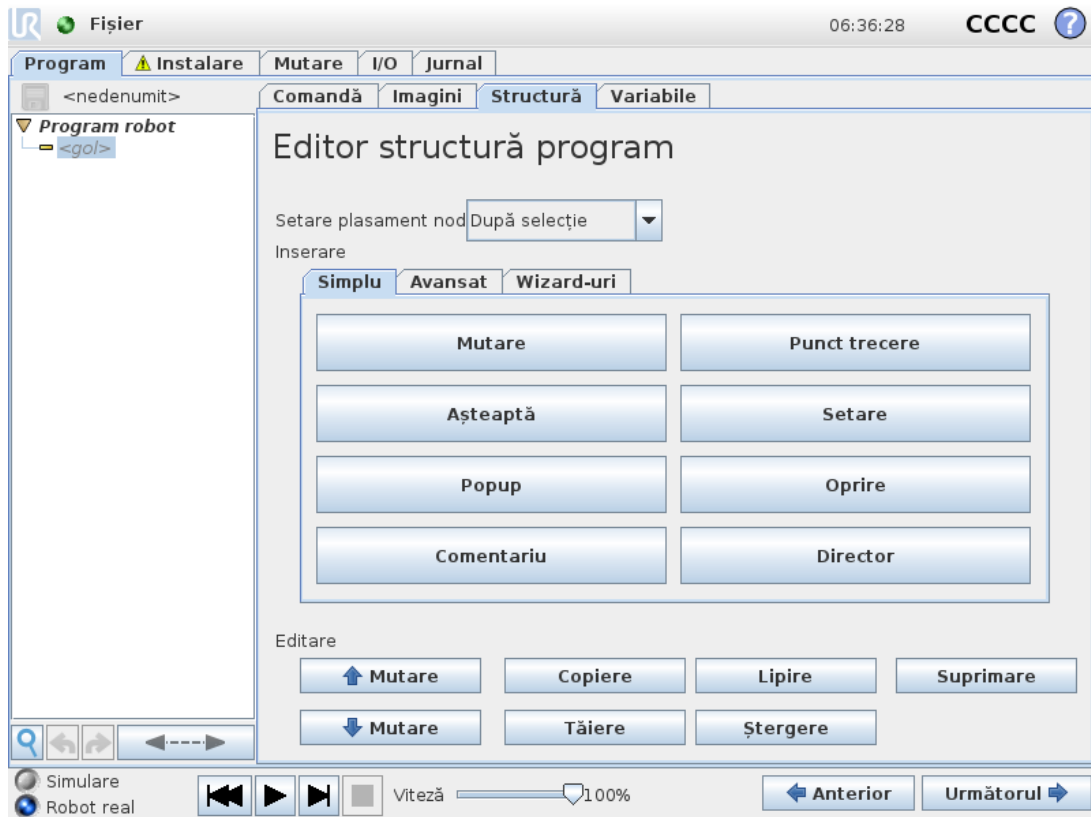 UR Fișier 06:36:28 CCCC ?
Program Instalare Mutare I/O Jurnal
<nedenumit> Comandă Imagini Structură Variabile
Program robot
<gol>
Editor structură program
Setare plasament nod După selecție
Inserare
Simplu Avansat Wizard-uri
Mutare Punct trecere
Așteaptă Setare
Popup Oprire
Comentariu Director
Editare
Mutare Copiere Lipire Suprimare
Mutare Tăiere Ștergere
Simulare
Robot real Viteză 100% Anterior Următorul